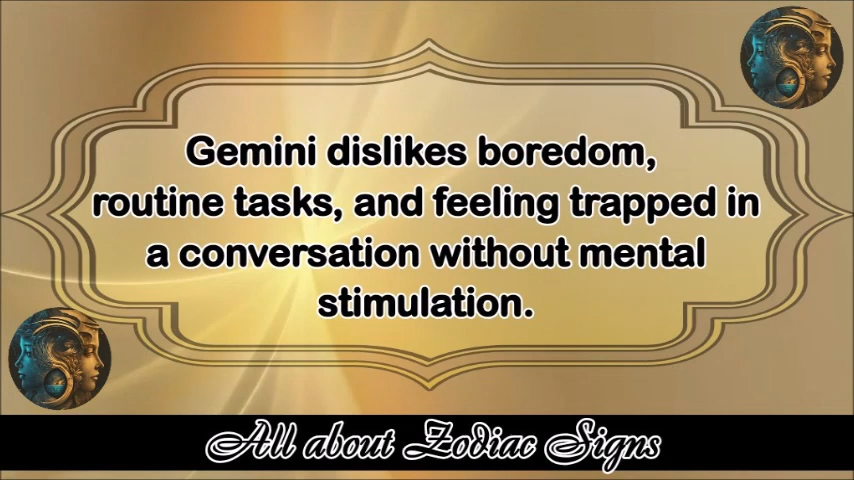 Gemini dislikes boredom,
routine tasks, and feeling trapped in
a conversation without mental
stimulation.
All about Zodiac Signs